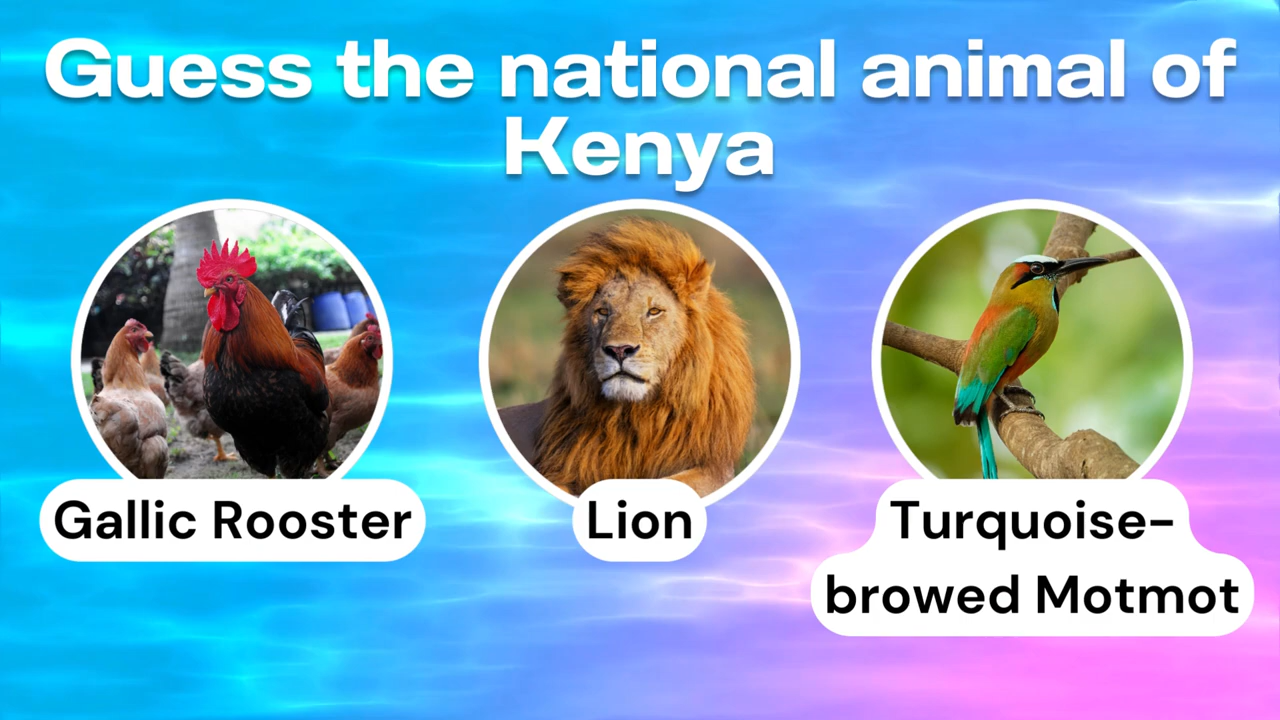 Guess the national animal of
Kenya
Gallic Rooster
Lion
Turquoise-
browed Motmot